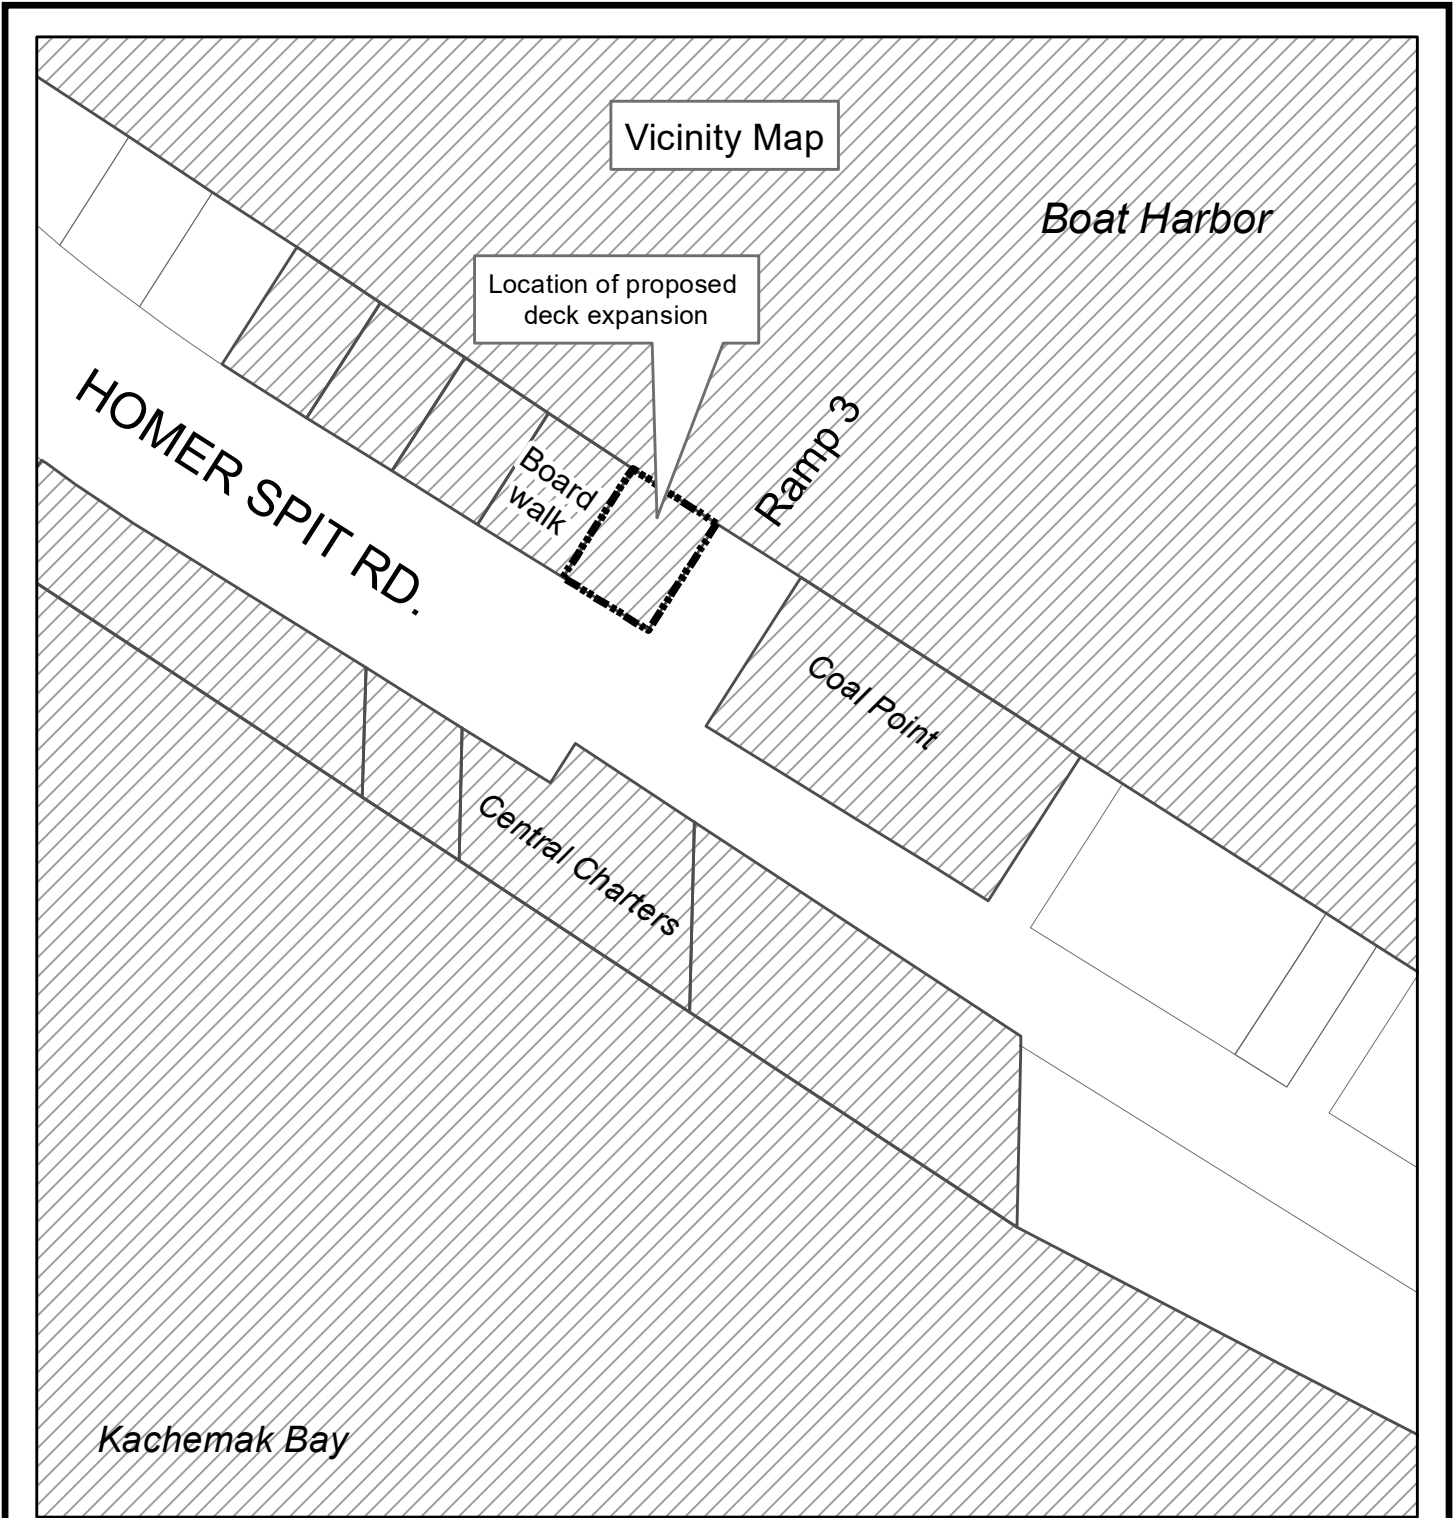 Vicinity Map
Boat Harbor
Location of proposed
deck expansion
Ramp 3
HOMER SPIT RD.
Board
walk
Coal Point
Central Charters
Kachemak Bay